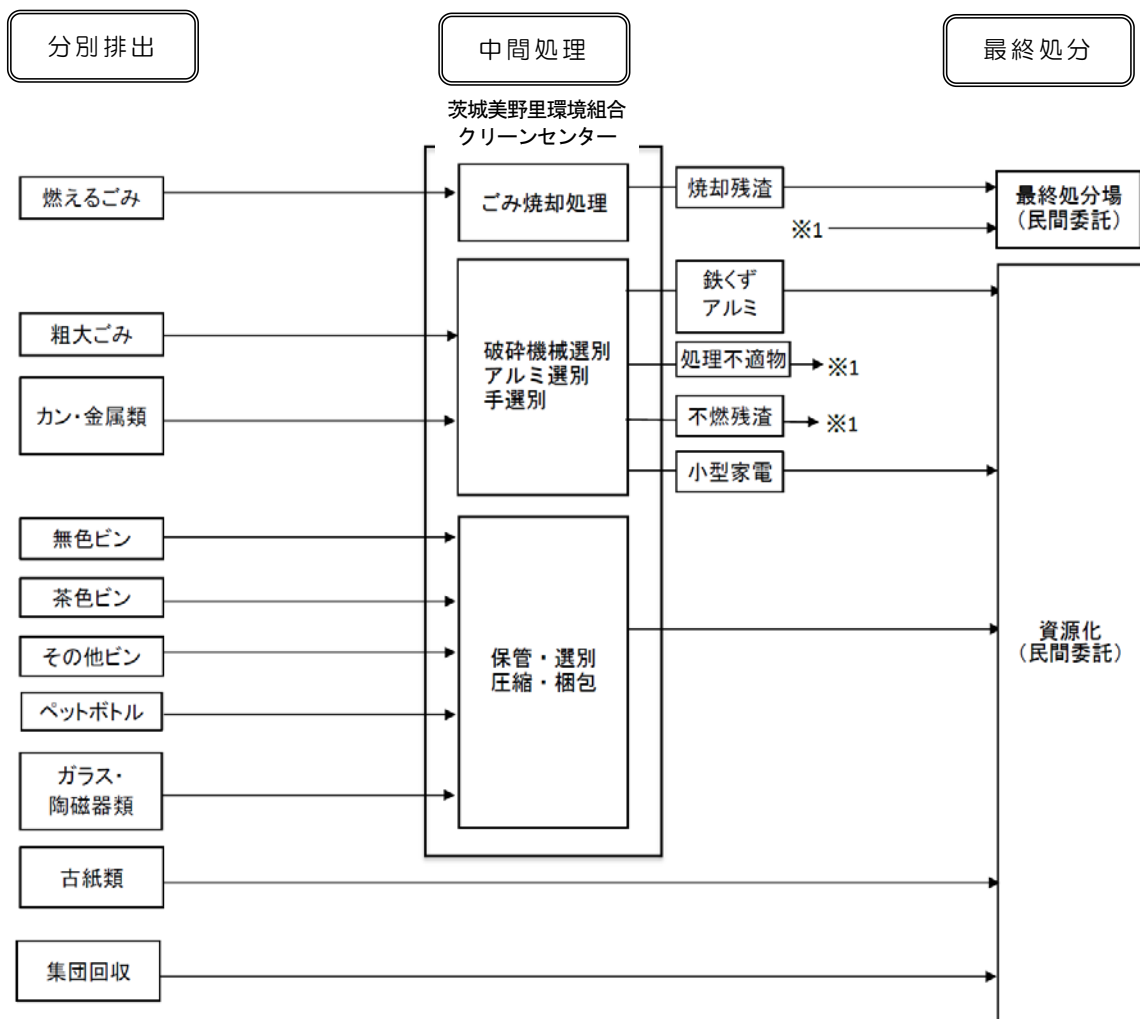 分別排出
中間処理
最終処分
茨城美野里環境組合
クリーンセンター
燃えるごみ
ごみ焼却処理
焼却残渣
最終処分場
（民間委託）
※1
鉄くず
アルミ
粗大ごみ
破砕機械選別
アルミ選別
手選別
処理不適物
※1
カン・金属類
不燃残渣
※1
小型家電
無色ビン
茶色ビン
その他ビン
保管・選別
圧縮・梱包
資源化
（民間委託）
ペットボトル
ガラス・
陶磁器類
古紙類
集団回収